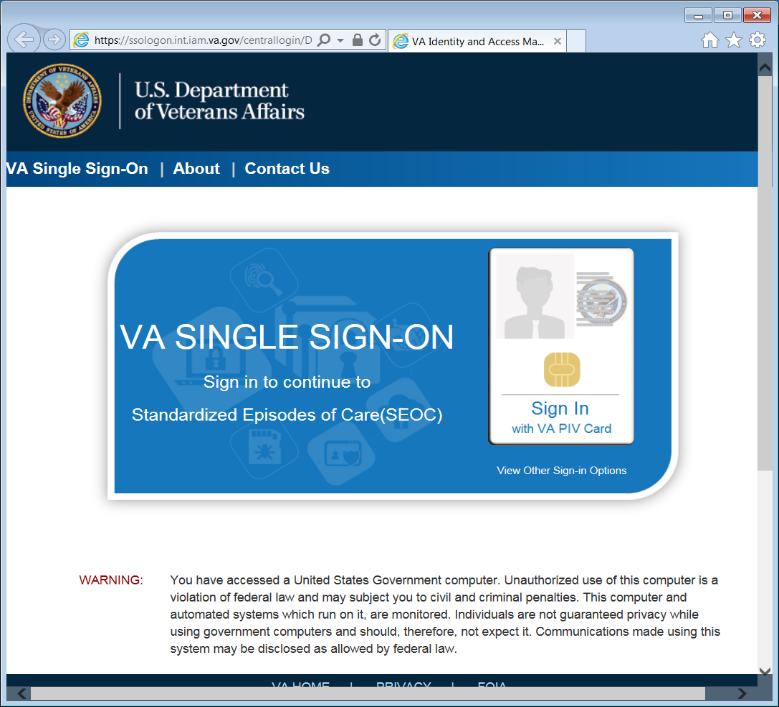 https://ssologon.int.iam.va.gov/centrallogin/D
VA Identity and Access Ma...
U.S. Department
of Veterans Affairs
VA Single Sign-On | About | Contact Us
VA SINGLE SIGN-ON
Sign in to continue to
Standardized Episodes of Care(SEOC)
Sign In
with VA PIV Card
View Other Sign-in Options
WARNING:
You have accessed a United States Government computer. Unauthorized use of this computer is a
violation of federal law and may subject you to civil and criminal penalties. This computer and
automated systems which run on it, are monitored. Individuals are not guaranteed privacy while
using government computers and should, therefore, not expect it. Communications made using this
system may be disclosed as allowed by federal law.
VA HOME | PRIVACY | FOIA